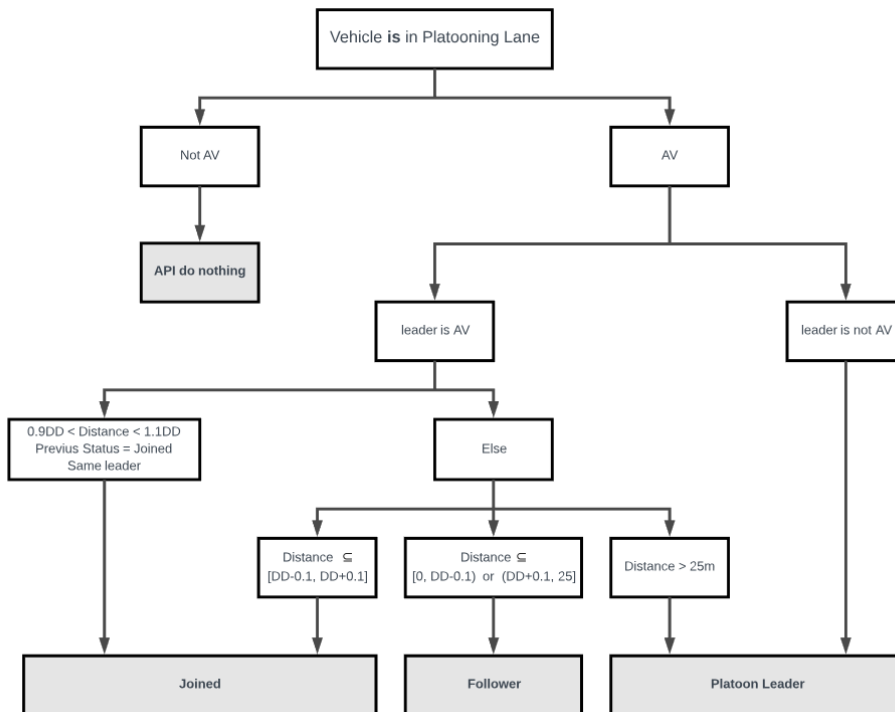 Vehicle is in Platooning Lane
Not AV
AV
API do nothing
leader is AV
leader is not AV
0.9DD < Distance < 1.1DD
Previus Status = Joined
Same leader
Else
Distance ⊆
[DD-0.1, DD+0.1]
Distance ⊆
[0, DD-0.1) or (DD+0.1, 25]
Distance > 25m
Joined
Follower
Platoon Leader